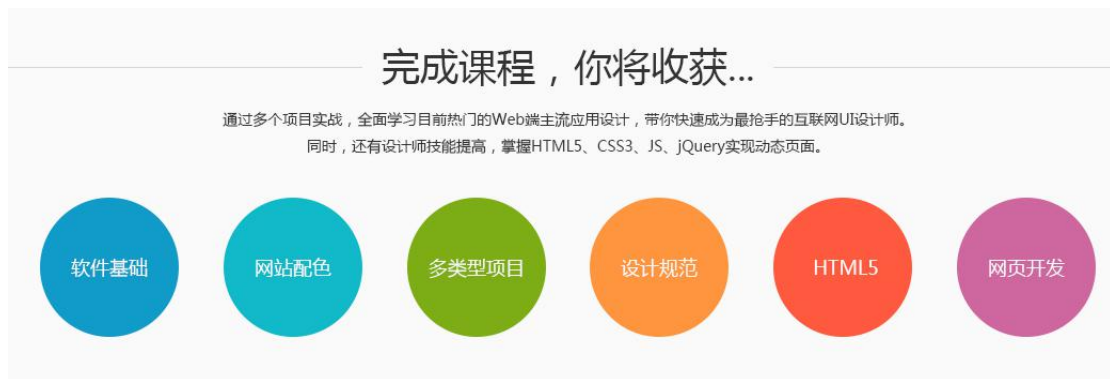 完成课程，你将收获...
通过多个项目实战，全面学习目前热门的Web端主流应用设计，带你快速成为最抢手的互联网UI设计师。
同时，还有设计师技能提高，掌握HTML5、CSS3、JS、jQuery实现动态页面。
软件基础
网站配色
多类型项目
设计规范
HTML5
网页开发